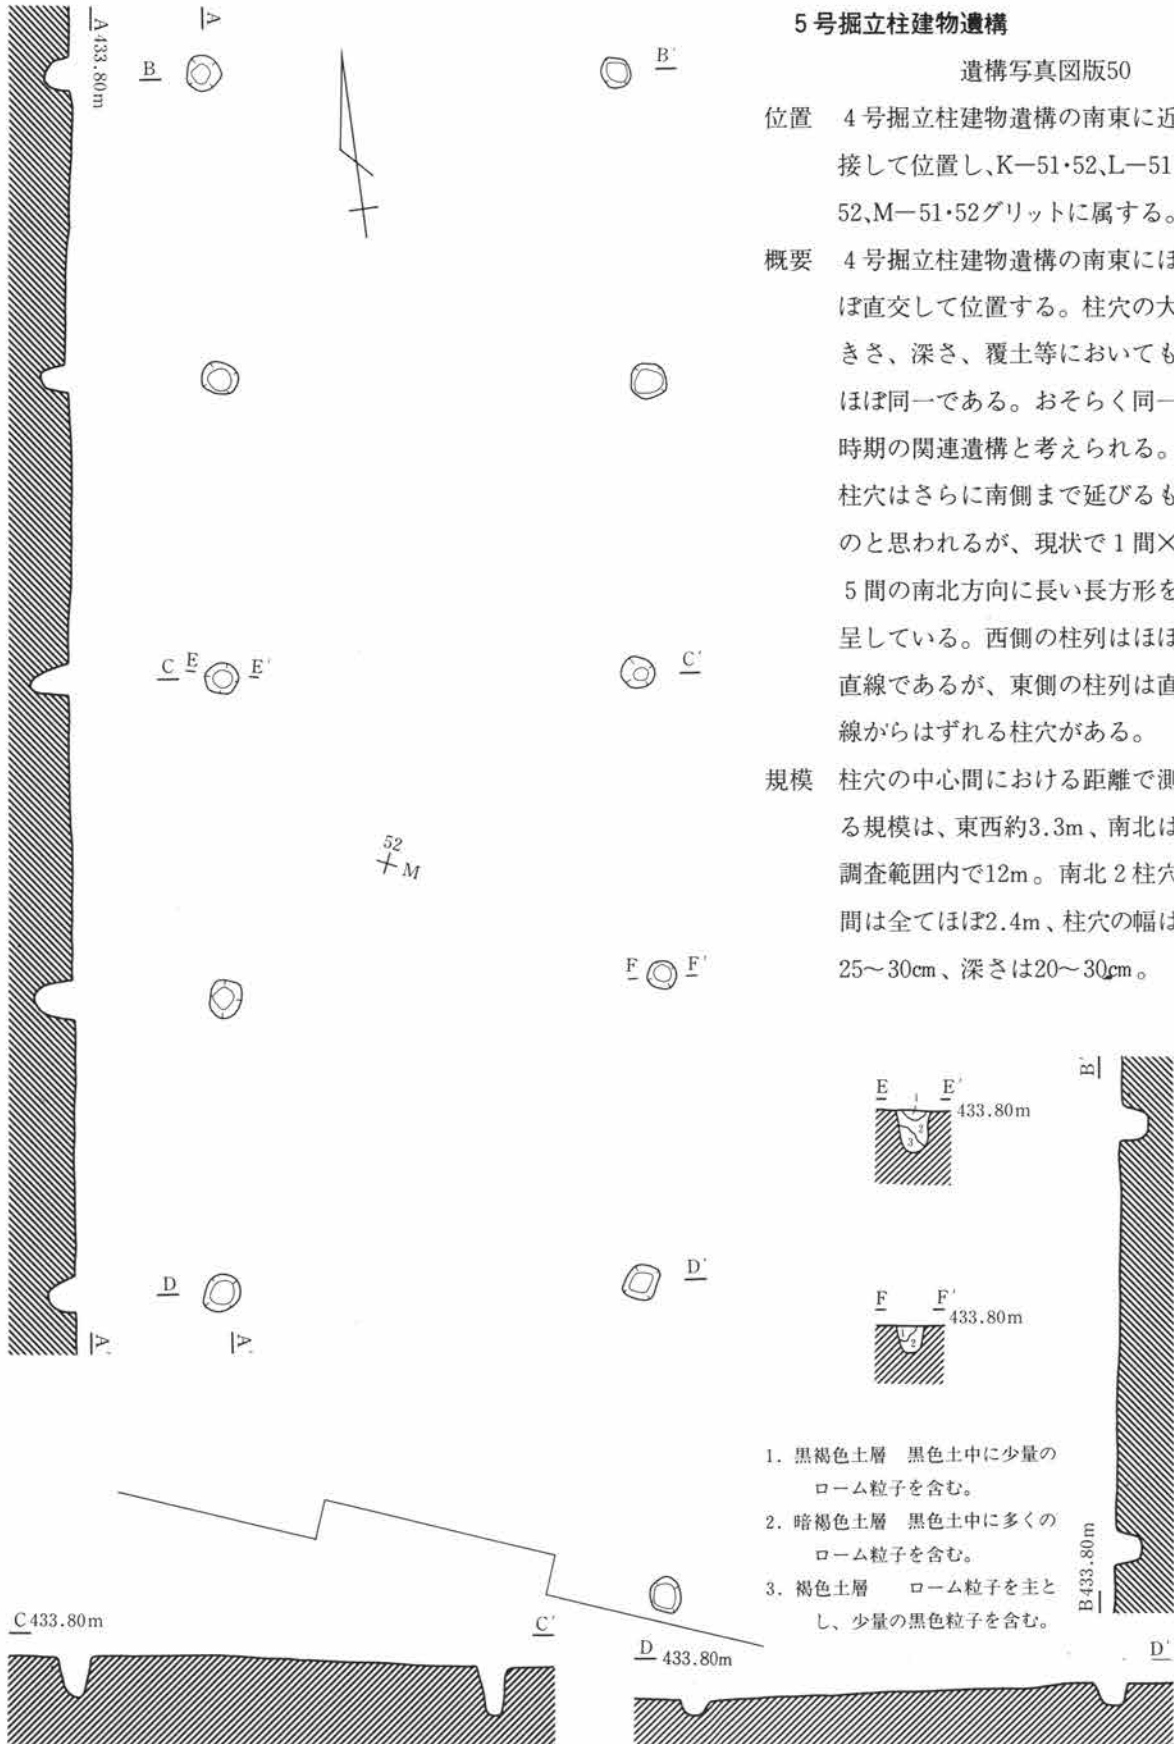 5号掘立柱建物遺構
遺構写真図版50
位置　4号掘立柱建物遺構の南東に近
接して位置し、K―51・52、L―51
52、M―51・52グリットに属する。
概要　4号掘立柱建物遺構の南東にほ
ぼ直交して位置する。柱穴の大
きさ、深さ、覆土等においても
ほぼ同一である。おそらく同一
時期の関連遺構と考えられる。
柱穴はさらに南側まで延びるも
のと思われるが、現状で1間×
5間の南北方向に長い長方形を
呈している。西側の柱列はほぼ
直線であるが、東側の柱列は直
線からはずれる柱穴がある。
規模　柱穴の中心間における距離で測
る規模は、東西約3.3m、南北は
調査範囲内で12m。南北2柱穴
間は全てほぼ2.4m、柱穴の幅は
25〜30cm、深さは20〜30cm。
A 433.80m
A
B
B'
C E E'
C'
52
M
F F'
D
D'
A'
A'
E E'
1
433.80m
2
3
F F'
433.80m
1
2
B'
B 433.80m
1. 黒褐色土層　黒色土中に少量の
ローム粒子を含む。
2. 暗褐色土層　黒色土中に多くの
ローム粒子を含む。
3. 褐色土層　ローム粒子を主と
し、少量の黒色粒子を含む。
C 433.80m
C'
D 433.80m
D'